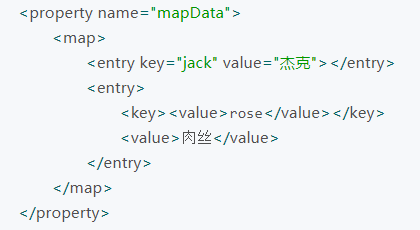 <property name="mapData">
<map>
<entry key="jack" value="杰克"></entry>
<entry>
<key><value>rose</value></key>
<value>肉丝</value>
</entry>
</map>
</property>